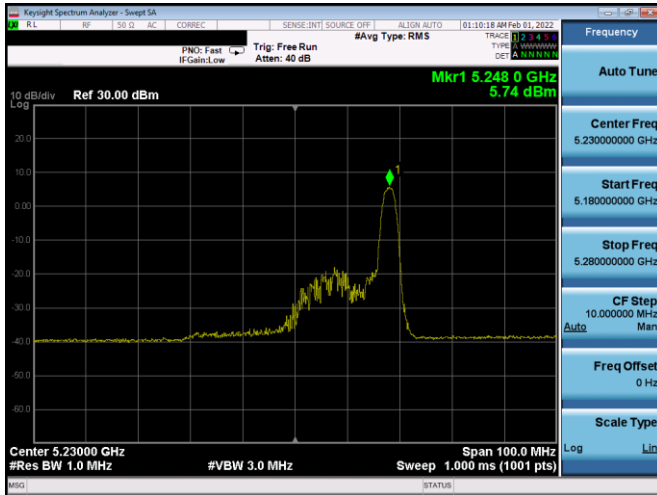 Keysight Spectrum Analyzer - Swept SA
RL RF 50 Ω AC CORREC SENSE:INT SOURCE OFF ALIGN AUTO 01:10:18 AM Feb 01, 2022
#Avg Type: RMS
TRACE 1 2 3 4 5 6
TYPE A WWWWW
DET A N N N N N
PNO: Fast
IFGain:Low
Trig: Free Run
Atten: 40 dB
Mkr1 5.248 0 GHz
5.74 dBm
10 dB/div
Log
Ref 30.00 dBm
20.0
10.0
0.00
-10.0
-20.0
-30.0
-40.0
-50.0
-60.0
1
Center 5.23000 GHz
Span 100.0 MHz
#Res BW 1.0 MHz
#VBW 3.0 MHz
Sweep 1.000 ms (1001 pts)
MSG
STATUS
Frequency
Auto Tune
Center Freq
5.230000000 GHz
Start Freq
5.180000000 GHz
Stop Freq
5.280000000 GHz
CF Step
10.000000 MHz
Auto Man
Freq Offset
0 Hz
Scale Type
Log Lin